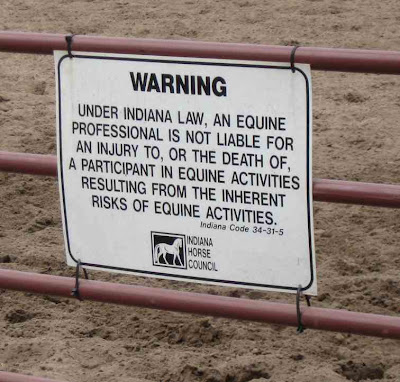 WARNING
UNDER INDIANA LAW, AN EQUINE
PROFESSIONAL IS NOT LIABLE FOR
AN INJURY TO, OR THE DEATH OF,
A PARTICIPANT IN EQUINE ACTIVITIES
RESULTING FROM THE INHERENT
RISKS OF EQUINE ACTIVITIES.
Indiana Code 34-31-5
INDIANA
HORSE
COUNCIL